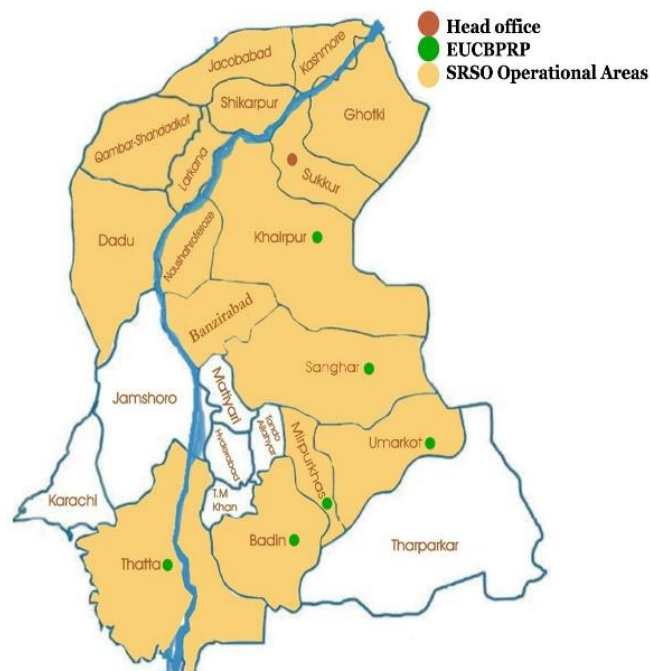 Head office
EUCBPRP
SRSO Operational Areas
Jacobabad
Kashmore
Shikarpur
Ghotki
Qambar-Shahdadkot
Larkana
Sukkur
Dadu
Naushahroferoze
Khairpur
Banzirabad
Sanghar
Jamshoro
Mattyari
Hyderabad
Tando
Allahyar
Mirpurkhas
Umarkot
Karachi
T.M
Khan
Badin
Tharparkar
Thatta